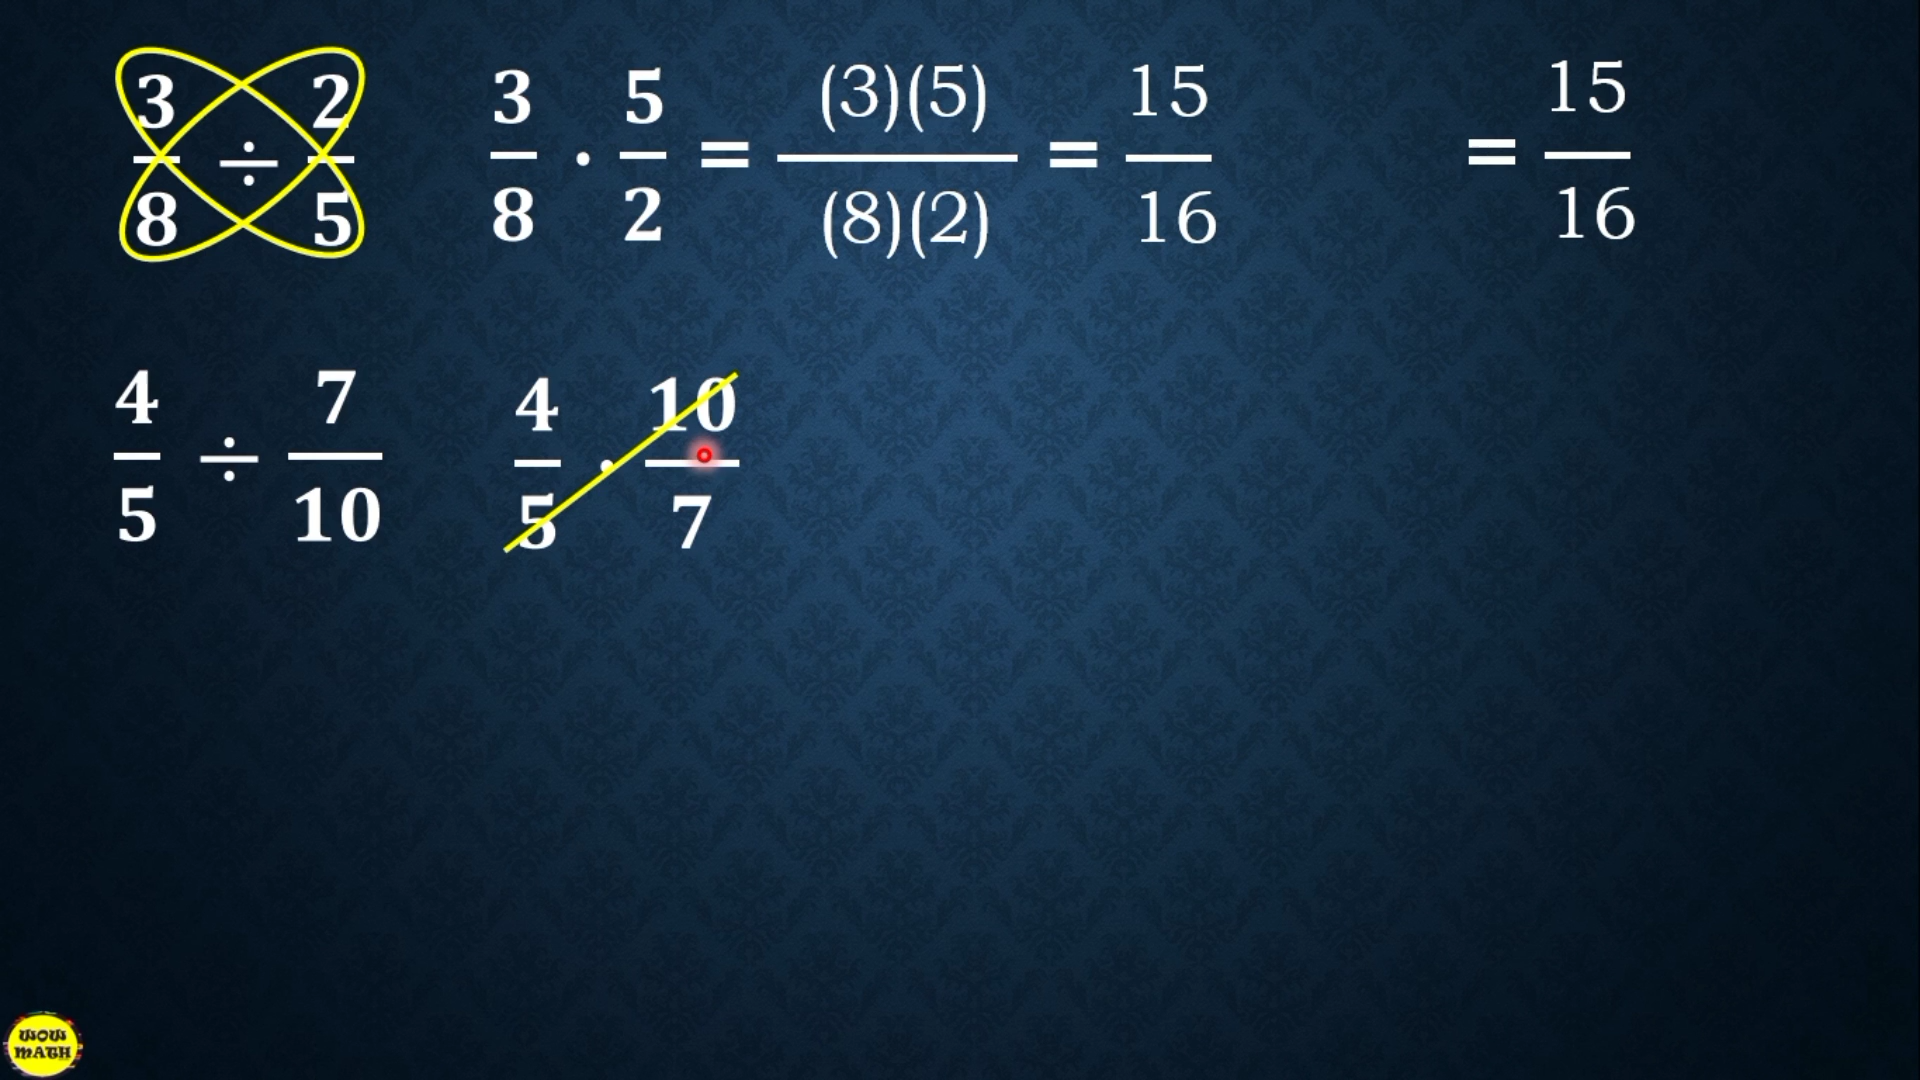 3/8 ÷ 2/5   3/8 · 5/2 = (3)(5)/(8)(2) = 15/16   = 15/16
4/5 ÷ 7/10   4/5 · 10/7
WOW
MATH